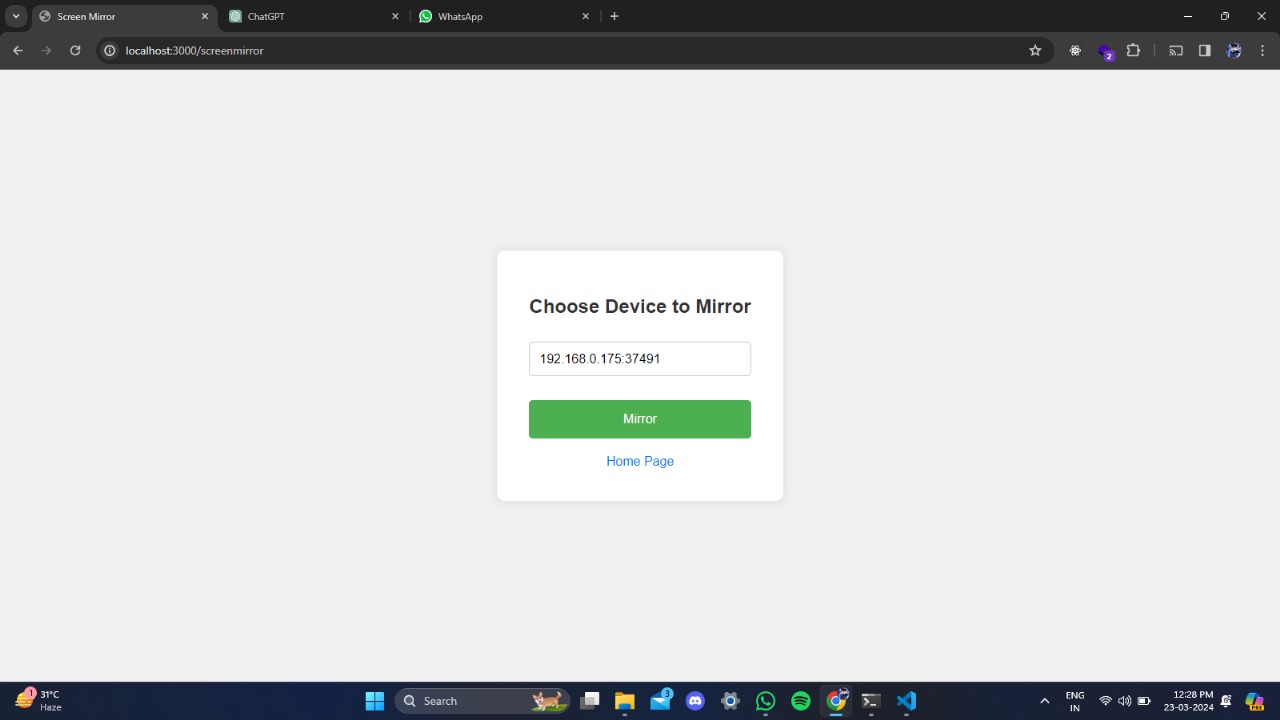 Screen Mirror
ChatGPT
WhatsApp
localhost:3000/screenmirror
2
Choose Device to Mirror
192.168.0.175:37491
Mirror
Home Page
1
31°C
Haze
Search
3
ENG
IN
12:28 PM
23-03-2024
PRE